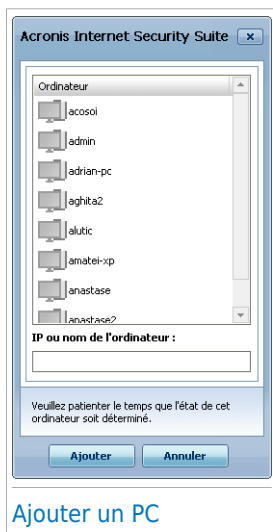 Acronis Internet Security Suite
Ordinateur
acosoi
admin
adrian-pc
aghita2
alutic
amatei-xp
anastase
anastase2
IP ou nom de l'ordinateur :
Veuillez patienter le temps que l'état de cet
ordinateur soit déterminé.
Ajouter Annuler
Ajouter un PC